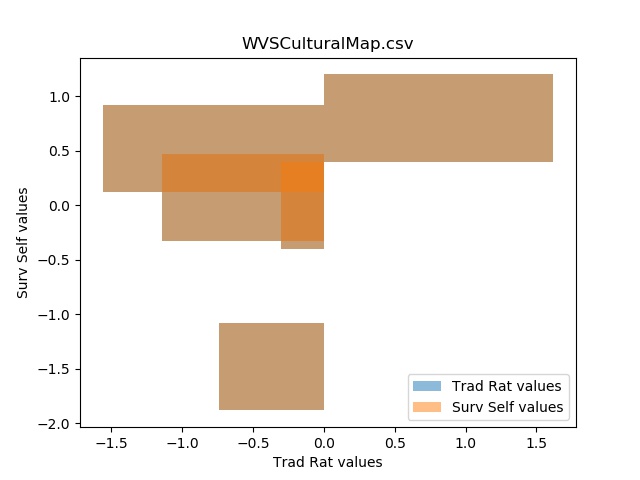 WVSCulturalMap.csv
Surv Self values
1.0
0.5
0.0
−0.5
−1.0
−1.5
−2.0
Trad Rat values
Surv Self values
−1.5 −1.0 −0.5 0.0 0.5 1.0 1.5
Trad Rat values